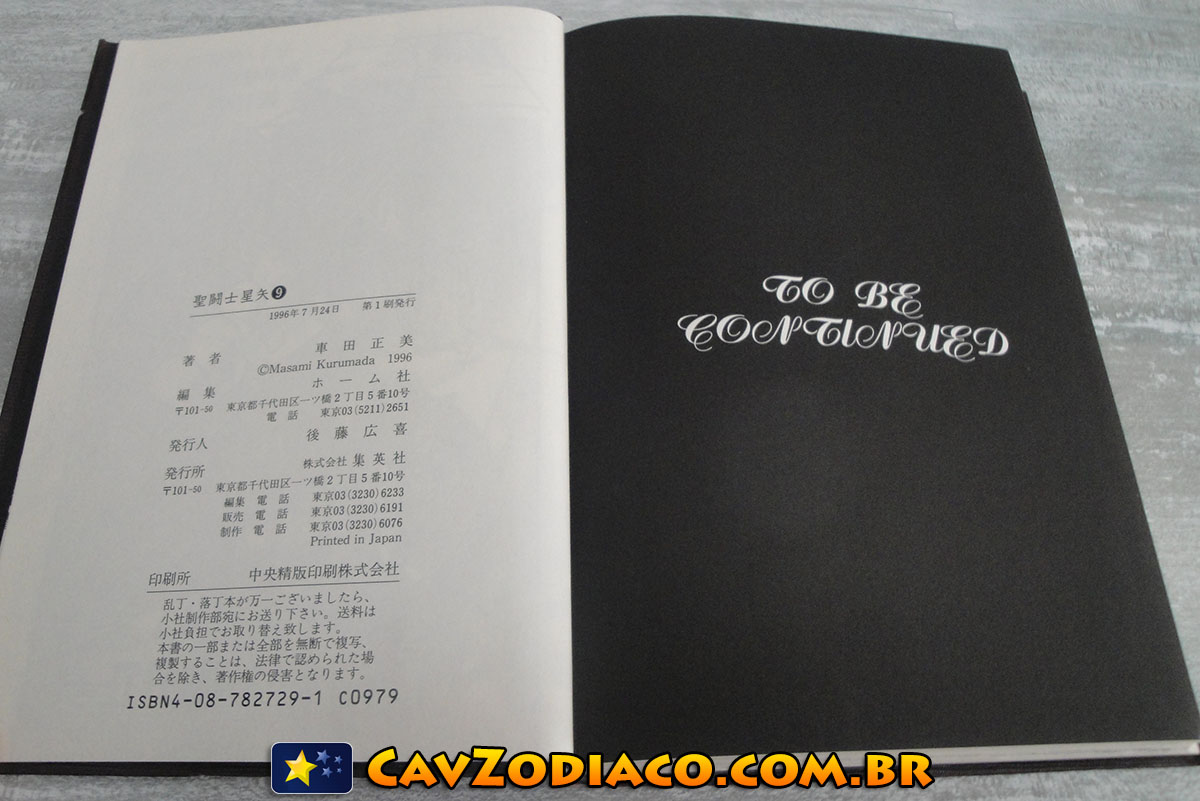 聖闘士星矢❾
1996年7月24日 第1刷発行
著者 車田正美
©Masami Kurumada 1996
編集 ホーム社
〒101-50 東京都千代田区一ツ橋2丁目5番10号
電話 東京03(5211)2651
発行人 後藤広喜
発行所 株式会社 集英社
〒101-50 東京都千代田区一ツ橋2丁目5番10号
編集 電話 東京03(3230)6233
販売 電話 東京03(3230)6191
制作 電話 東京03(3230)6076
Printed in Japan
印刷所 中央精版印刷株式会社
乱丁・落丁本が万一ございましたら、
小社制作部宛にお送り下さい。送料は
小社負担でお取り替え致します。
本書の一部または全部を無断で複写、
複製することは、法律で認められた場
合を除き、著作権の侵害となります。
ISBN4-08-782729-1 C0979
TO BE
CONTINUED
CAVZODIACO.COM.BR